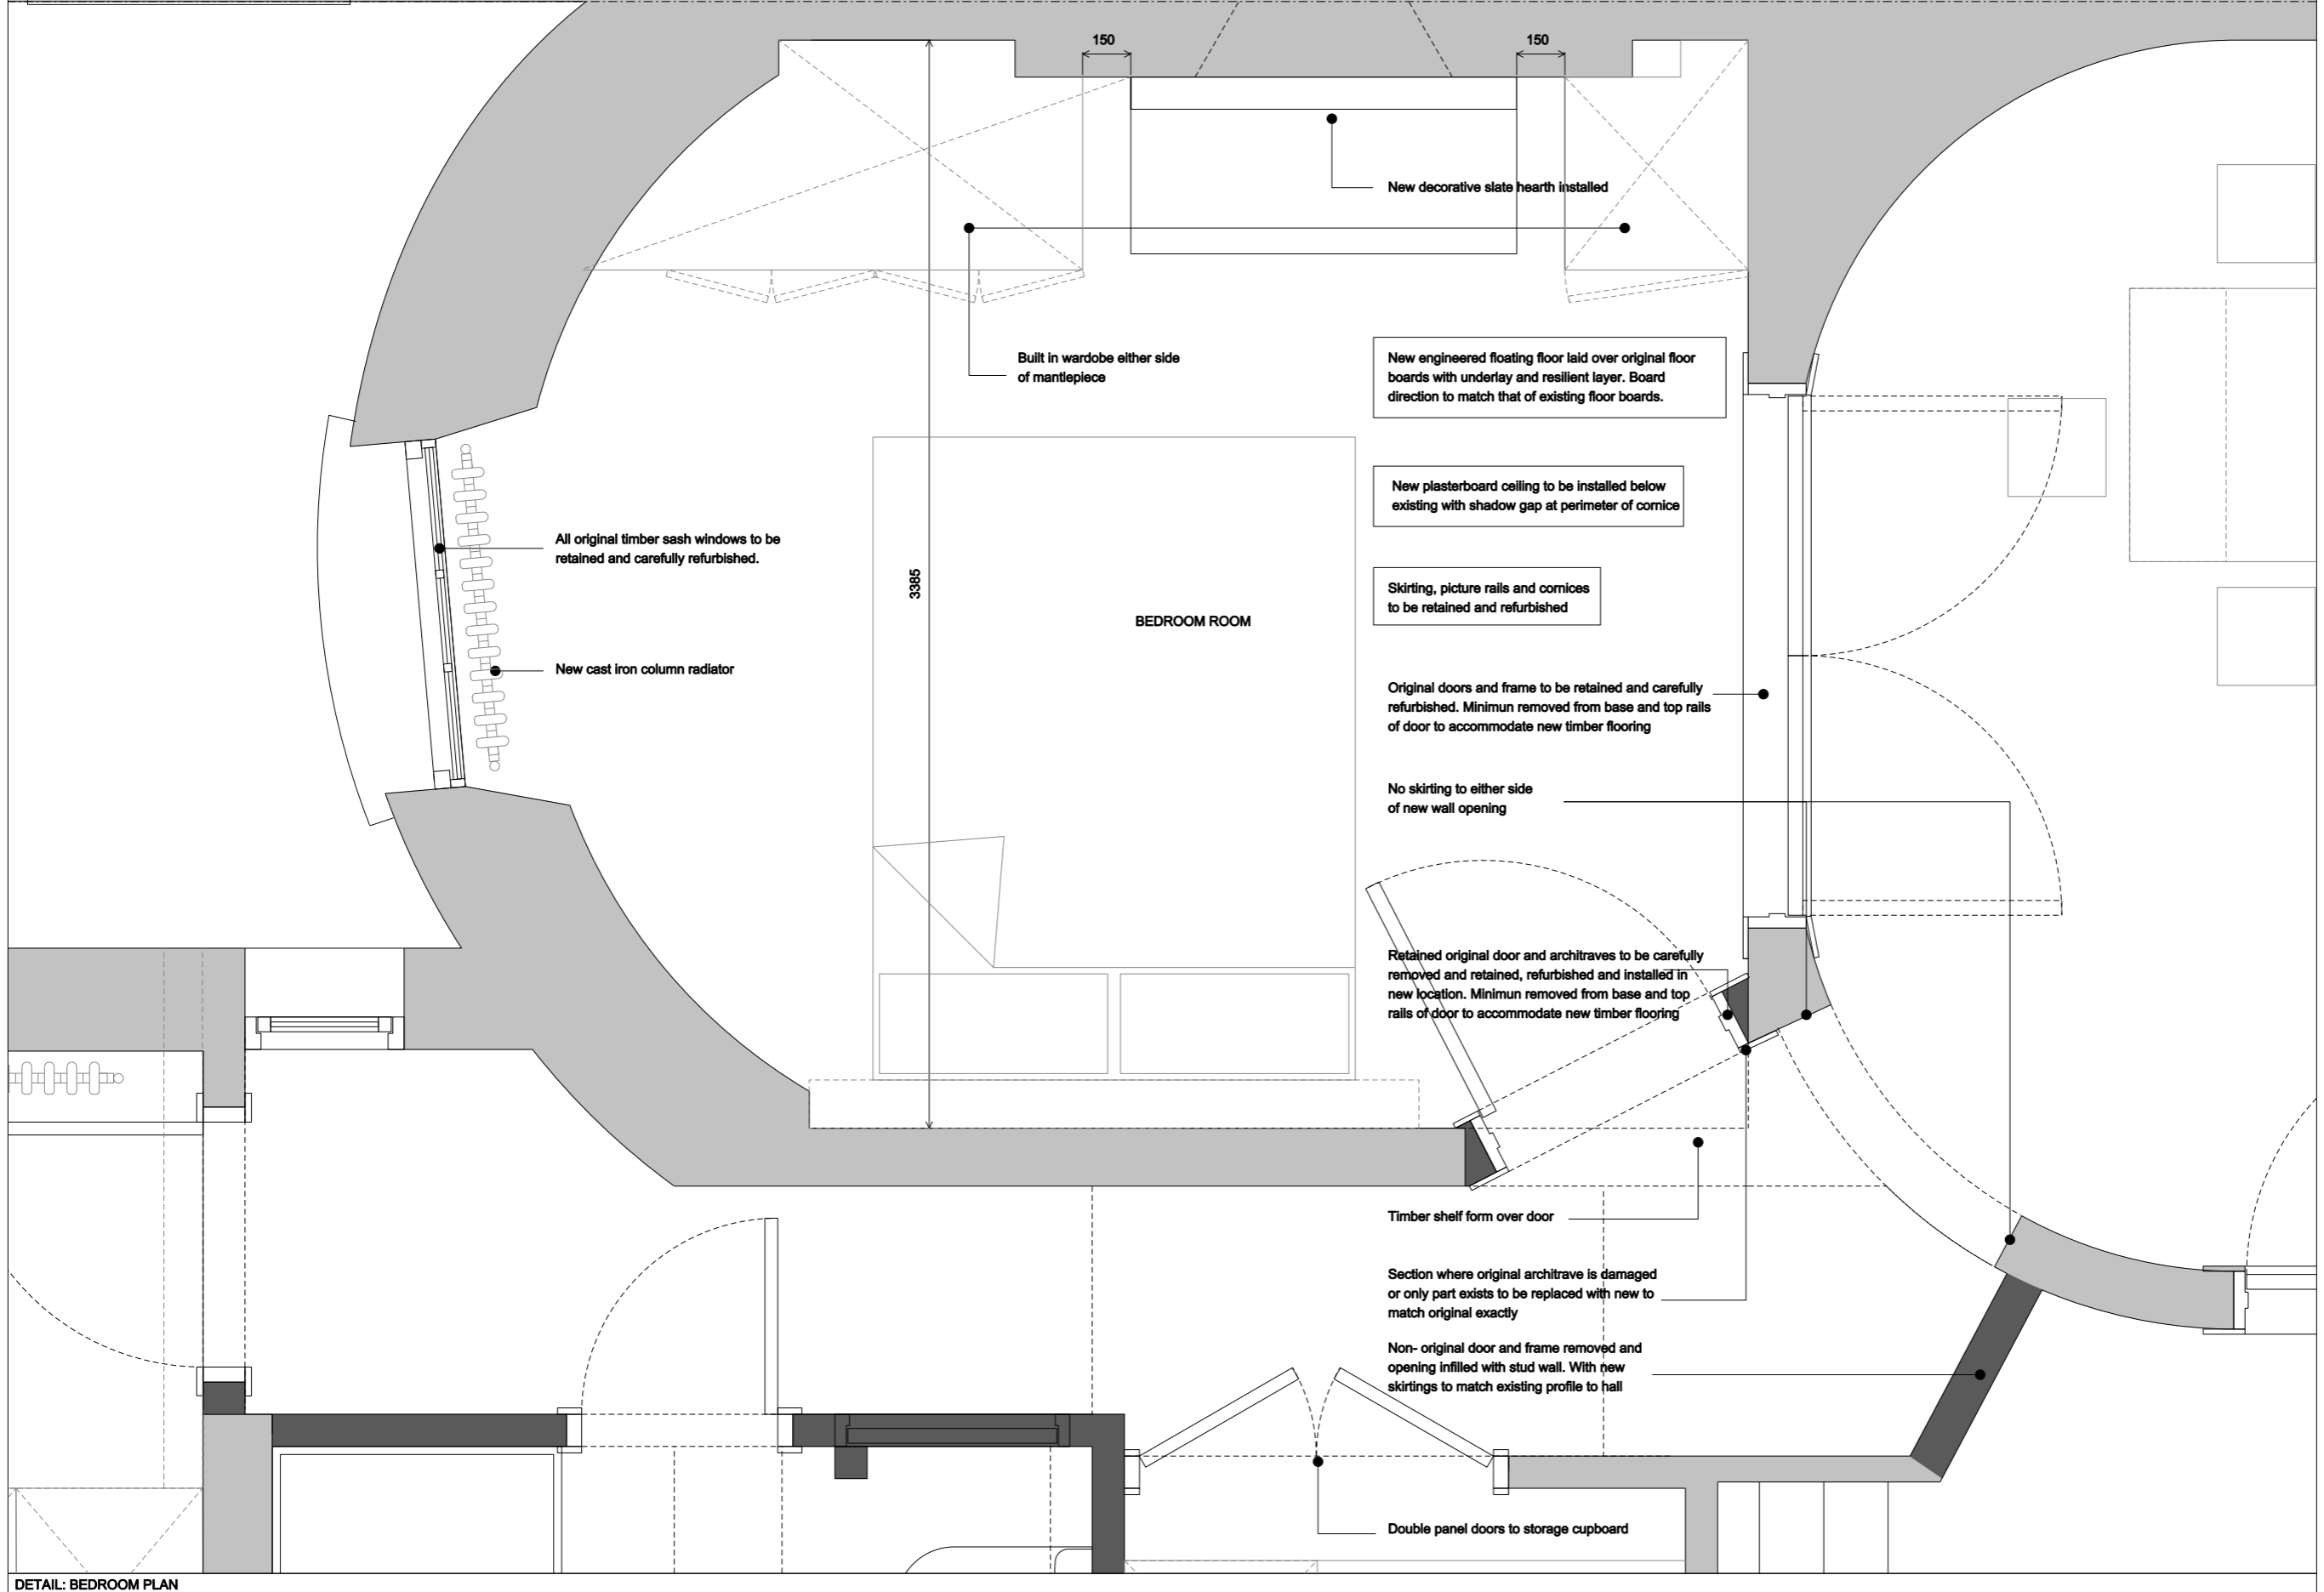 150
150
New decorative slate hearth installed
Built in wardobe either side
of mantlepiece
New engineered floating floor laid over original floor
boards with underlay and resilient layer. Board
direction to match that of existing floor boards.
New plasterboard ceiling to be installed below
existing with shadow gap at perimeter of cornice
All original timber sash windows to be
retained and carefully refurbished.
3385
Skirting, picture rails and cornices
to be retained and refurbished
BEDROOM ROOM
New cast iron column radiator
Original doors and frame to be retained and carefully
refurbished. Minimun removed from base and top rails
of door to accommodate new timber flooring
No skirting to either side
of new wall opening
Retained original door and architraves to be carefully
removed and retained, refurbished and installed in
new location. Minimun removed from base and top
rails of door to accommodate new timber flooring
Timber shelf form over door
Section where original architrave is damaged
or only part exists to be replaced with new to
match original exactly
Non- original door and frame removed and
opening infilled with stud wall. With new
skirtings to match existing profile to hall
Double panel doors to storage cupboard
DETAIL: BEDROOM PLAN